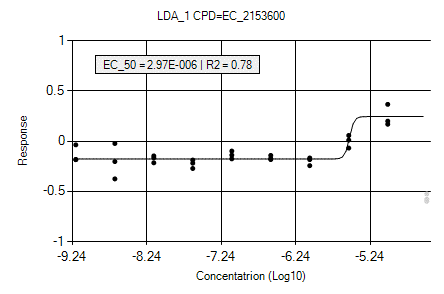 LDA_1 CPD=EC_2153600
1
EC_50 = 2.97E-006 | R2 = 0.78
0.5
Response
0
-0.5
-1
-9.24 -8.24 -7.24 -6.24 -5.24
Concentatrion (Log10)